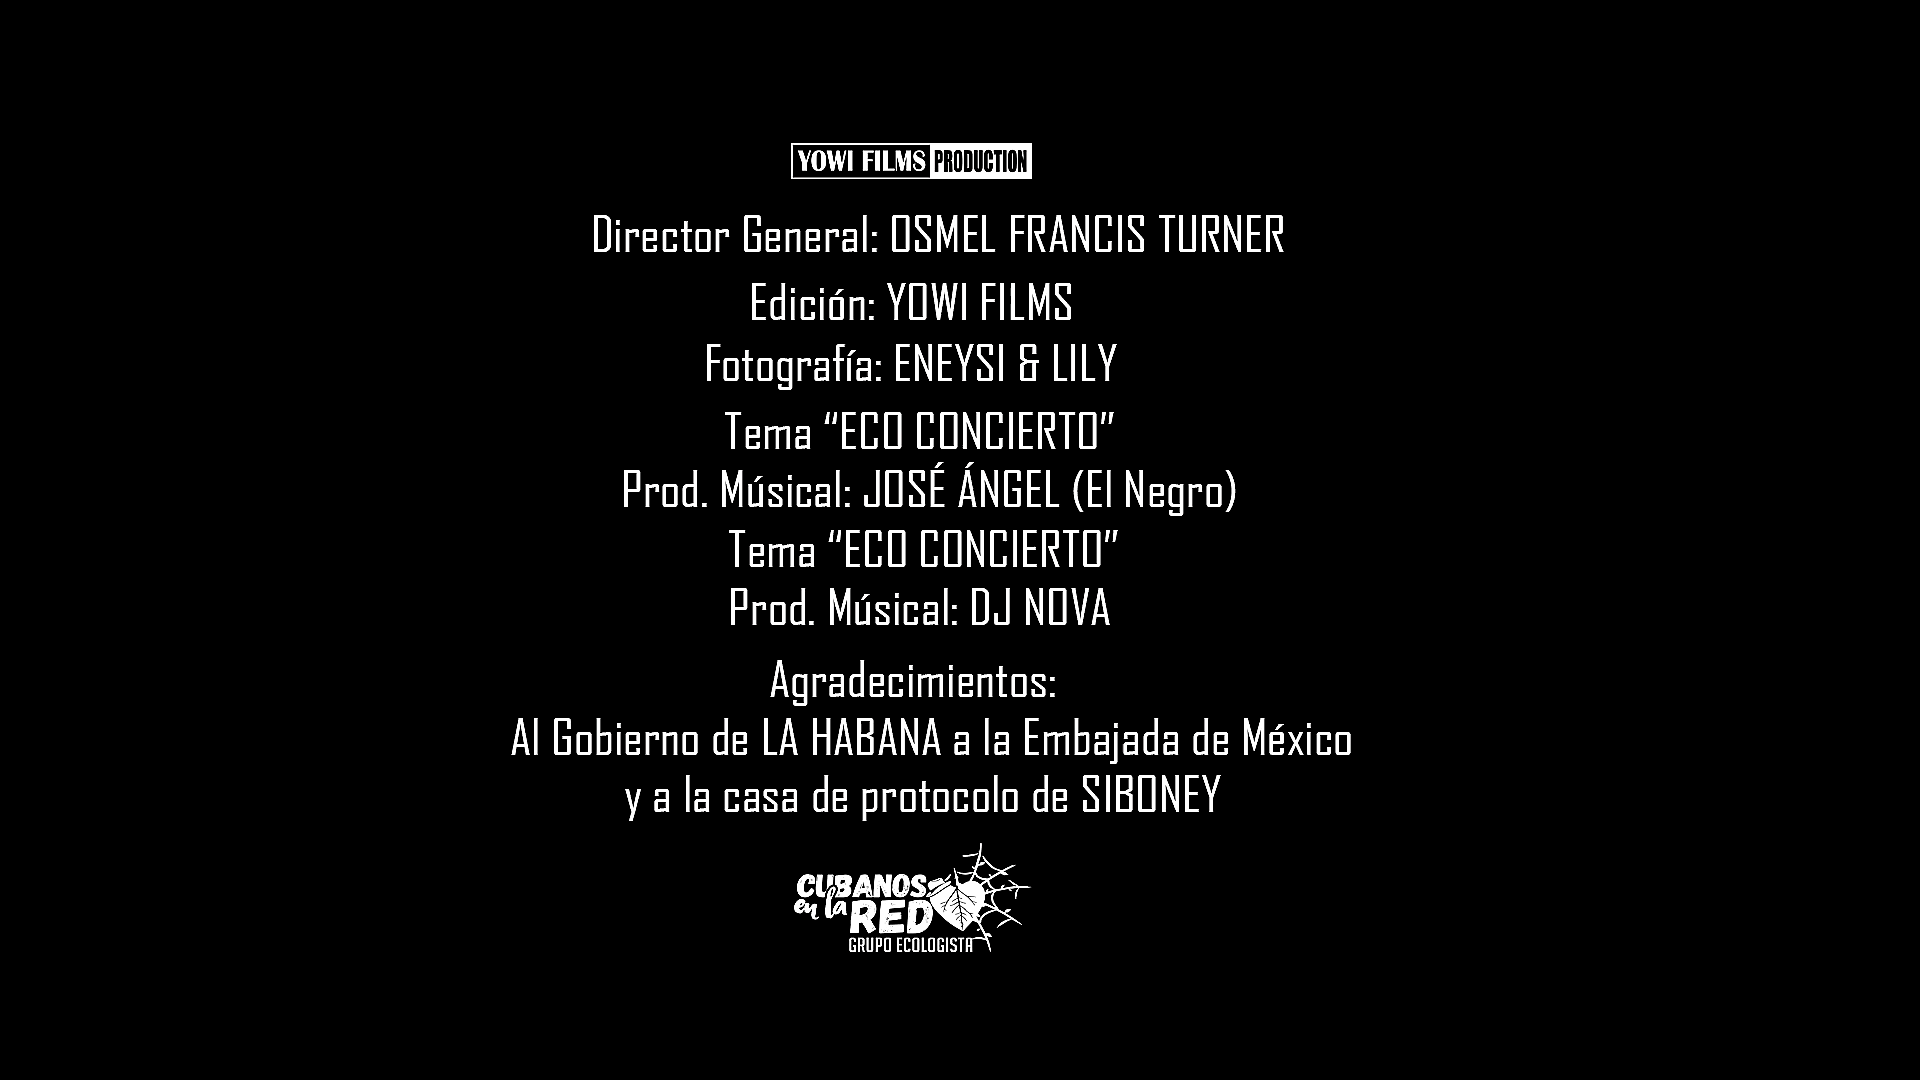 YOWI FILMS PRODUCTION
Director General: OSMEL FRANCIS TURNER
Edición: YOWI FILMS
Fotografía: ENEYSI & LILY
Tema “ECO CONCIERTO”
Prod. Músical: JOSÉ ÁNGEL (El Negro)
Tema “ECO CONCIERTO”
Prod. Músical: DJ NOVA
Agradecimientos:
Al Gobierno de LA HABANA a la Embajada de México
y a la casa de protocolo de SIBONEY
CUBANOS
en la RED
GRUPO ECOLOGISTA